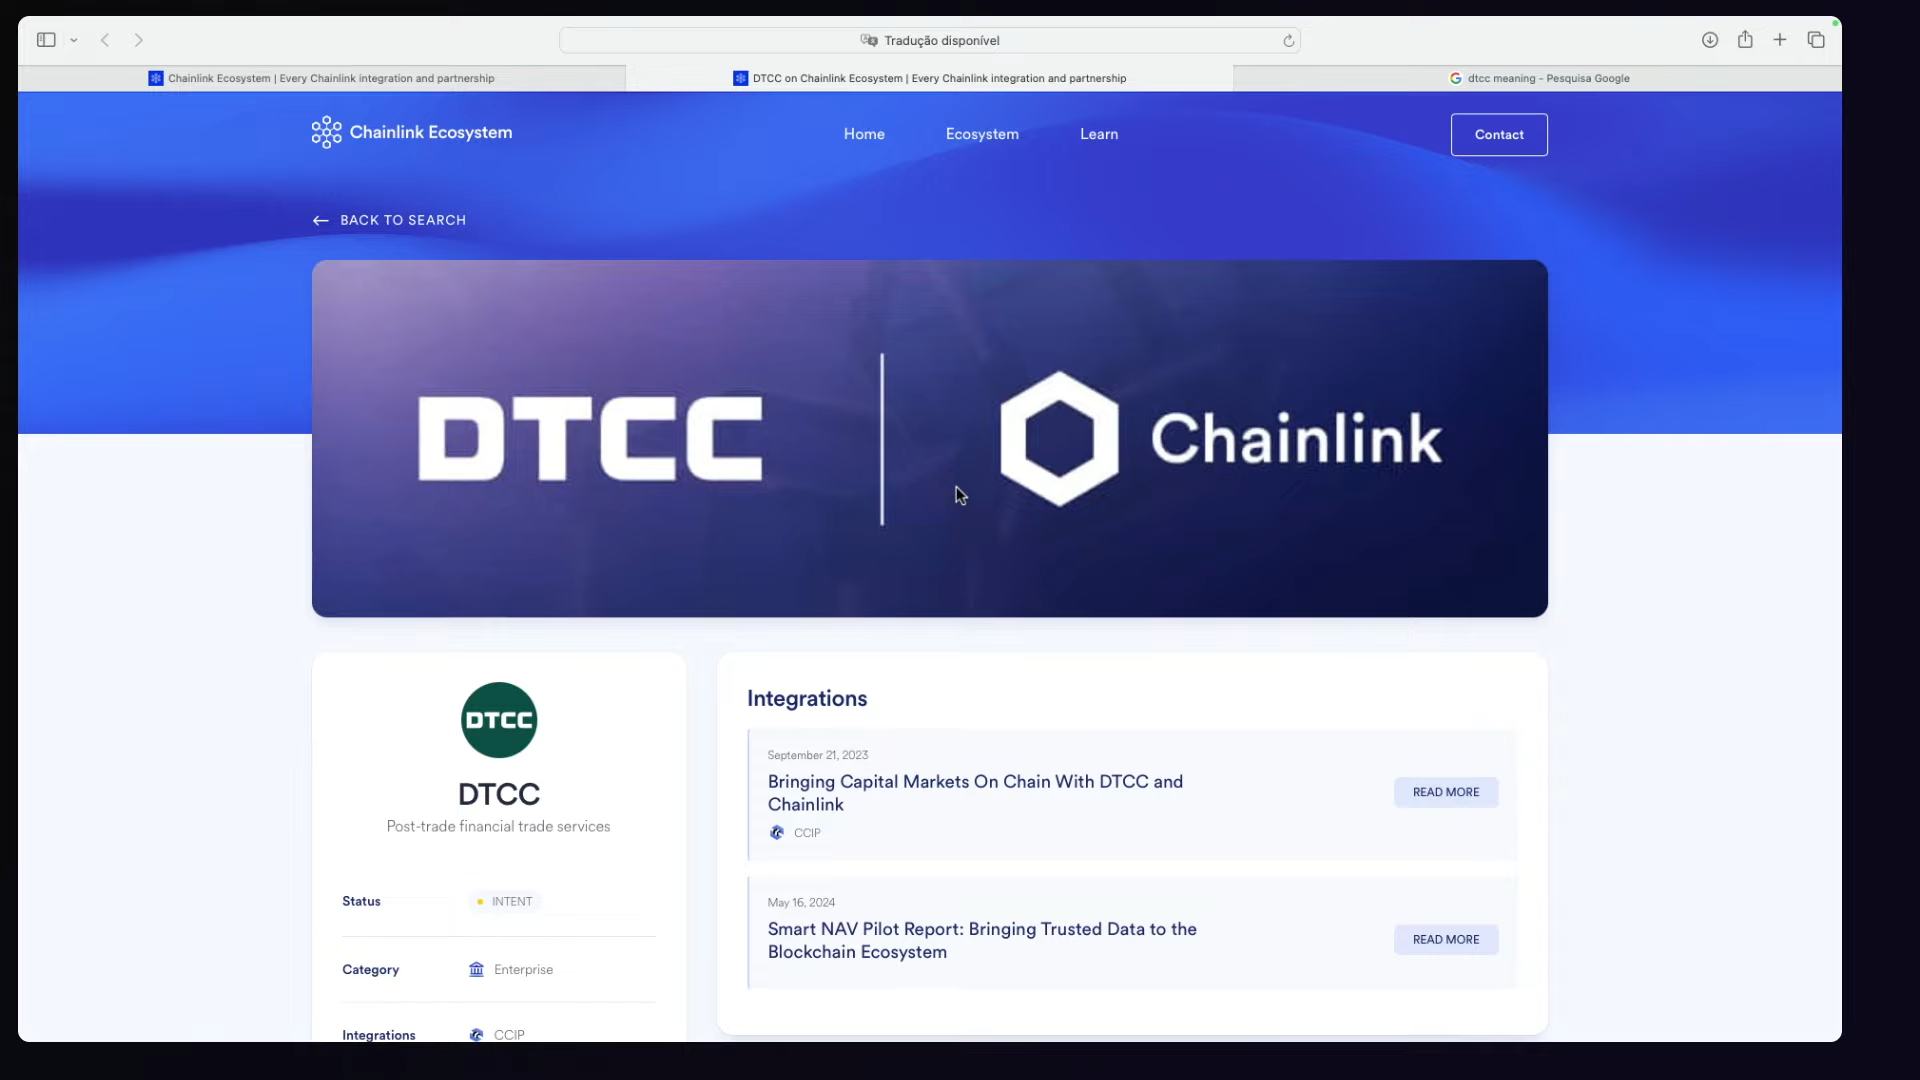 Tradução disponível
Chainlink Ecosystem | Every Chainlink integration and partnership
DTCC on Chainlink Ecosystem | Every Chainlink integration and partnership
dtcc meaning - Pesquisa Google
Chainlink Ecosystem
Home
Ecosystem
Learn
Contact
BACK TO SEARCH
DTCC
Chainlink
DTCC
DTCC
Post-trade financial trade services
Status
INTENT
Category
Enterprise
Integrations
CCIP
Integrations
September 21, 2023
Bringing Capital Markets On Chain With DTCC and
Chainlink
CCIP
READ MORE
May 16, 2024
Smart NAV Pilot Report: Bringing Trusted Data to the
Blockchain Ecosystem
READ MORE